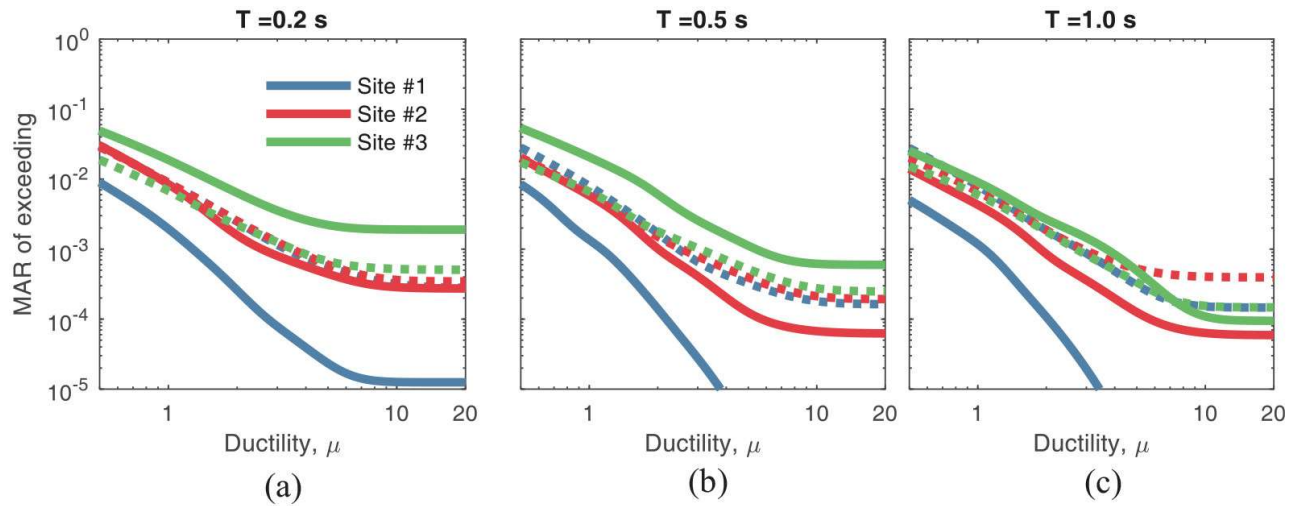 T =0.2 s
T =0.5 s
T =1.0 s
MAR of exceeding
10^0
10^-1
10^-2
10^-3
10^-4
10^-5
Site #1
Site #2
Site #3
1 10 20
1 10 20
1 10 20
Ductility, μ
Ductility, μ
Ductility, μ
(a)
(b)
(c)